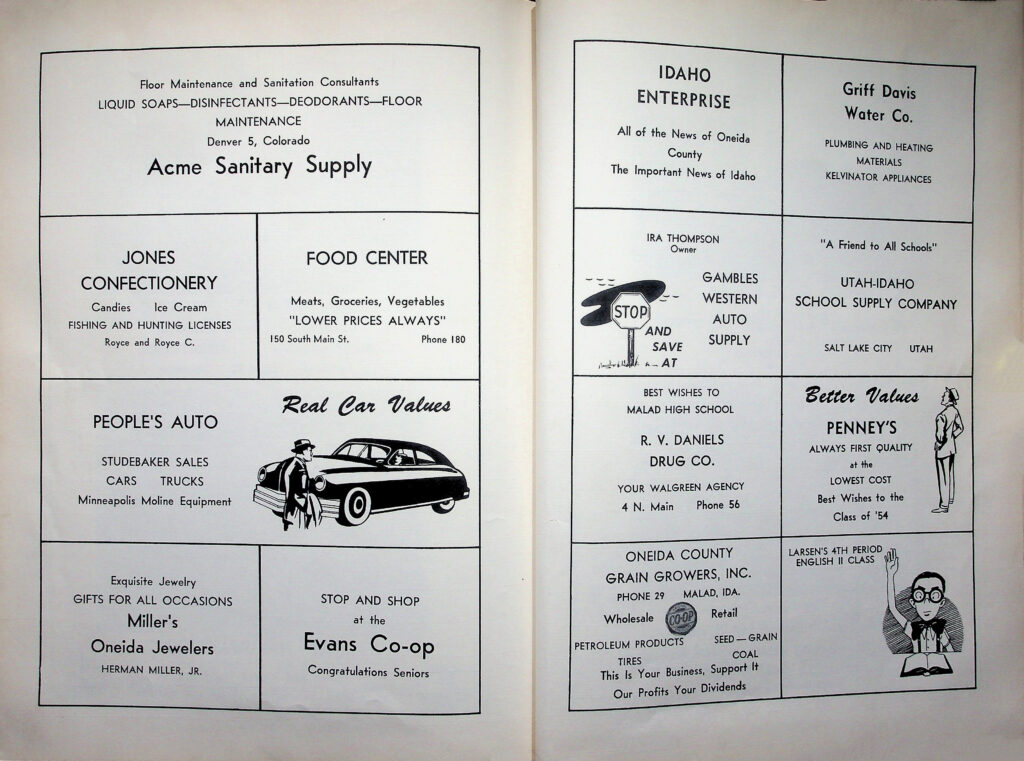 Floor Maintenance and Sanitation Consultants
LIQUID SOAPS—DISINFECTANTS—DEODORANTS—FLOOR
MAINTENANCE
Denver 5, Colorado
Acme Sanitary Supply
JONES
CONFECTIONERY
Candies Ice Cream
FISHING AND HUNTING LICENSES
Royce and Royce C.
FOOD CENTER
Meats, Groceries, Vegetables
"LOWER PRICES ALWAYS"
150 South Main St. Phone 180
PEOPLE'S AUTO
STUDEBAKER SALES
CARS TRUCKS
Minneapolis Moline Equipment
Real Car Values
Exquisite Jewelry
GIFTS FOR ALL OCCASIONS
Miller's
Oneida Jewelers
HERMAN MILLER, JR.
STOP AND SHOP
at the
Evans Co-op
Congratulations Seniors
IDAHO
ENTERPRISE
All of the News of Oneida
County
The Important News of Idaho
Griff Davis
Water Co.
PLUMBING AND HEATING
MATERIALS
KELVINATOR APPLIANCES
IRA THOMPSON
Owner
STOP
AND
SAVE
AT
GAMBLES
WESTERN
AUTO
SUPPLY
"A Friend to All Schools"
UTAH-IDAHO
SCHOOL SUPPLY COMPANY
SALT LAKE CITY UTAH
BEST WISHES TO
MALAD HIGH SCHOOL
R. V. DANIELS
DRUG CO.
YOUR WALGREEN AGENCY
4 N. Main Phone 56
Better Values
PENNEY'S
ALWAYS FIRST QUALITY
at the
LOWEST COST
Best Wishes to the
Class of '54
ONEIDA COUNTY
GRAIN GROWERS, INC.
PHONE 29 MALAD, IDA.
Wholesale CO-OP Retail
PETROLEUM PRODUCTS SEED—GRAIN
TIRES COAL
This Is Your Business, Support It
Our Profits Your Dividends
LARSEN'S 4TH PERIOD
ENGLISH II CLASS